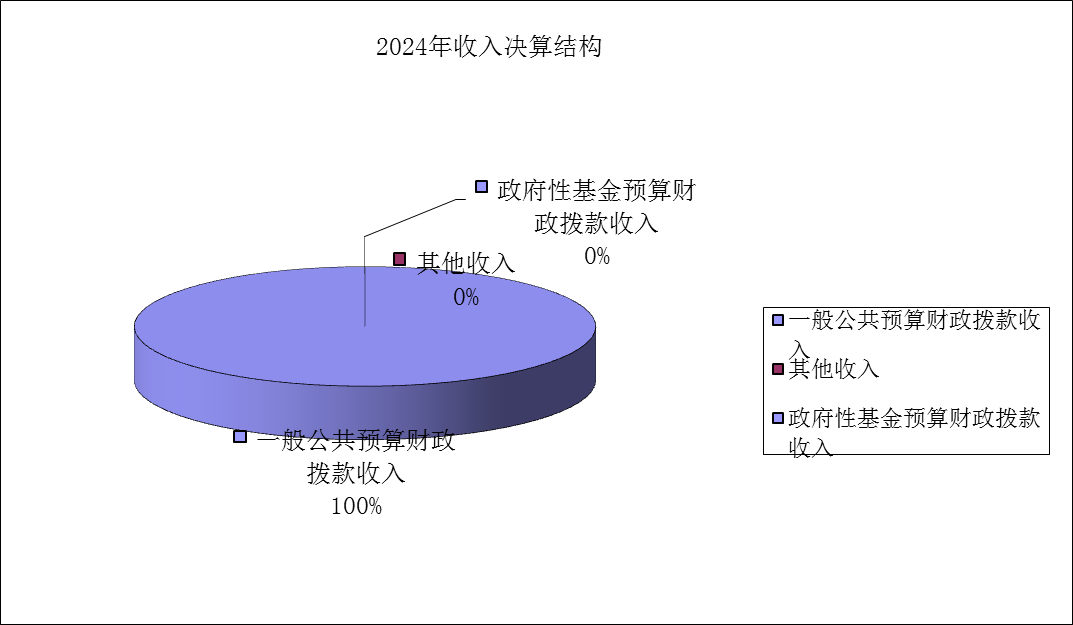 2024年收入决算结构
政府性基金预算财
政拨款收入
0%
其他收入
0%
一般公共预算财政
拨款收入
100%
一般公共预算财政拨款收
入
其他收入
政府性基金预算财政拨款
收入